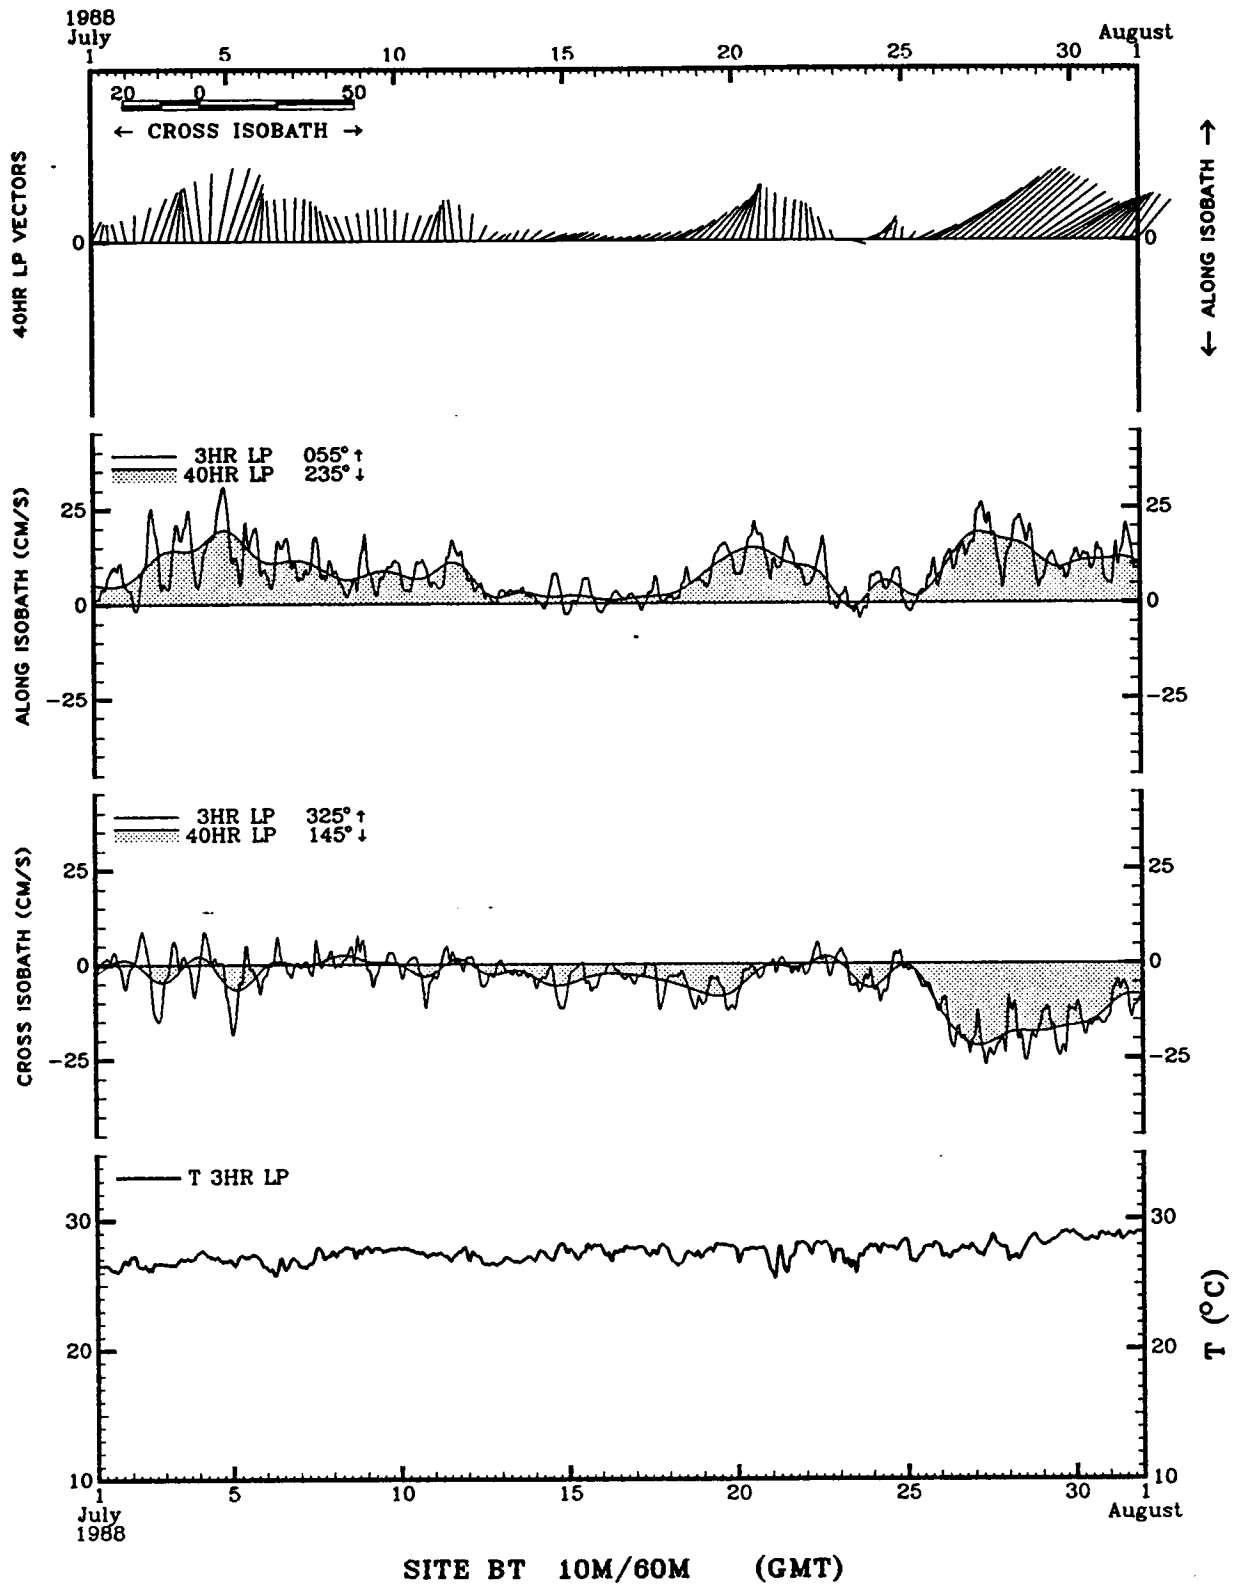 1988
July
August
1 5 10 15 20 25 30 1
20 0 50
← CROSS ISOBATH →
40HR LP VECTORS
0
0
← ALONG ISOBATH →
3HR LP 055° ↑
40HR LP 235° ↓
ALONG ISOBATH (CM/S)
25
0
-25
25
0
-25
3HR LP 325° ↑
40HR LP 145° ↓
CROSS ISOBATH (CM/S)
25
0
-25
25
0
-25
T 3HR LP
30
20
10
30
20
10
T (°C)
1 5 10 15 20 25 30 1
July
August
1988
SITE BT 10M/60M (GMT)